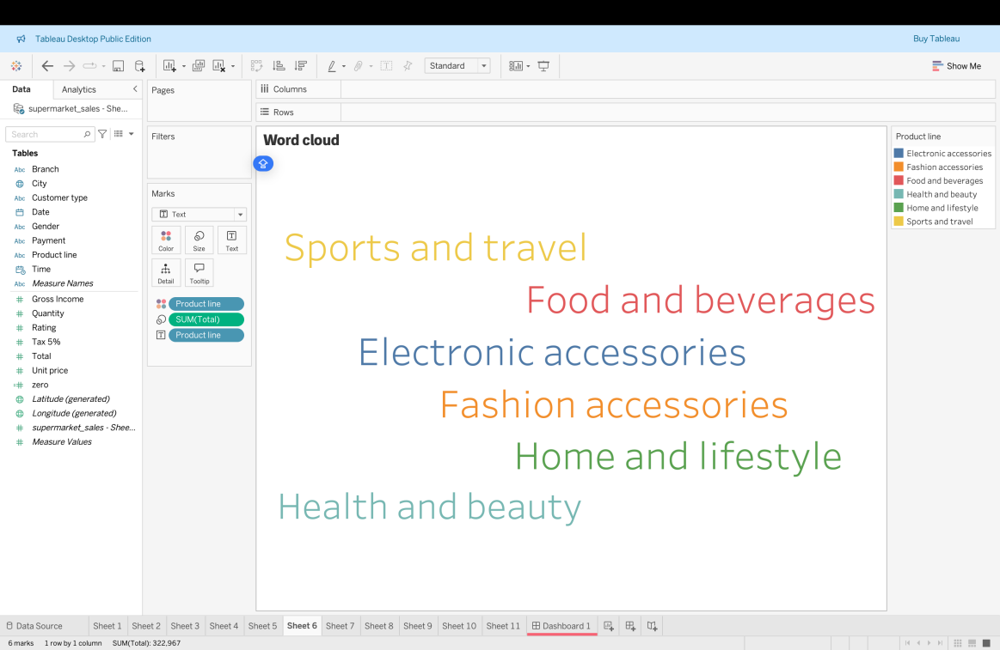 Tableau Desktop Public Edition
Buy Tableau
Standard
Show Me
Data
Analytics
supermarket_sales - She...
Search
Tables
Abc Branch
City
Abc Customer type
Date
Abc Gender
Abc Payment
Abc Product line
Time
Abc Measure Names
# Gross Income
# Quantity
# Rating
# Tax 5%
# Total
# Unit price
=# zero
Latitude (generated)
Longitude (generated)
# supermarket_sales - Shee...
# Measure Values
Pages
Filters
Marks
T Text
Color
Size
T Text
Detail
Tooltip
Product line
SUM(Total)
T Product line
Columns
Rows
Word cloud
Sports and travel
Food and beverages
Electronic accessories
Fashion accessories
Home and lifestyle
Health and beauty
Product line
Electronic accessories
Fashion accessories
Food and beverages
Health and beauty
Home and lifestyle
Sports and travel
Data Source
Sheet 1
Sheet 2
Sheet 3
Sheet 4
Sheet 5
Sheet 6
Sheet 7
Sheet 8
Sheet 9
Sheet 10
Sheet 11
Dashboard 1
6 marks
1 row by 1 column
SUM(Total): 322,967